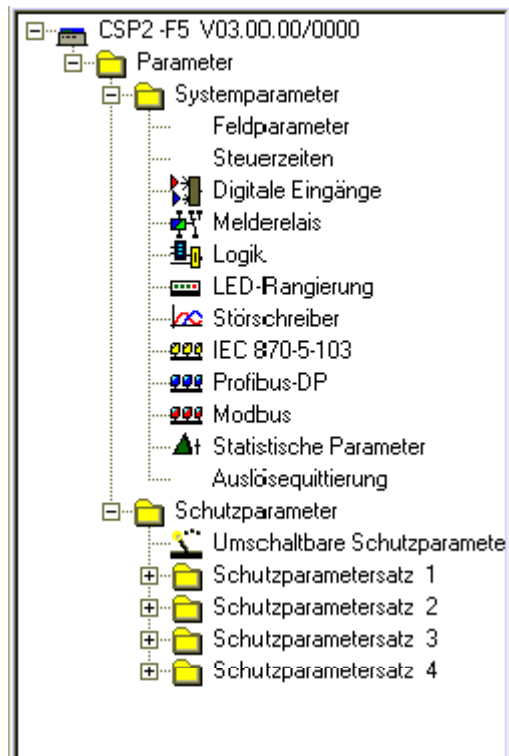 CSP2 -F5 V03.00.00/0000
Parameter
Systemparameter
Feldparameter
Steuerzeiten
Digitale Eingänge
Melderelais
Logik
LED-Rangierung
Störschreiber
IEC 870-5-103
Profibus-DP
Modbus
Statistische Parameter
Auslösequittierung
Schutzparameter
Umschaltbare Schutzparamete
Schutzparametersatz 1
Schutzparametersatz 2
Schutzparametersatz 3
Schutzparametersatz 4